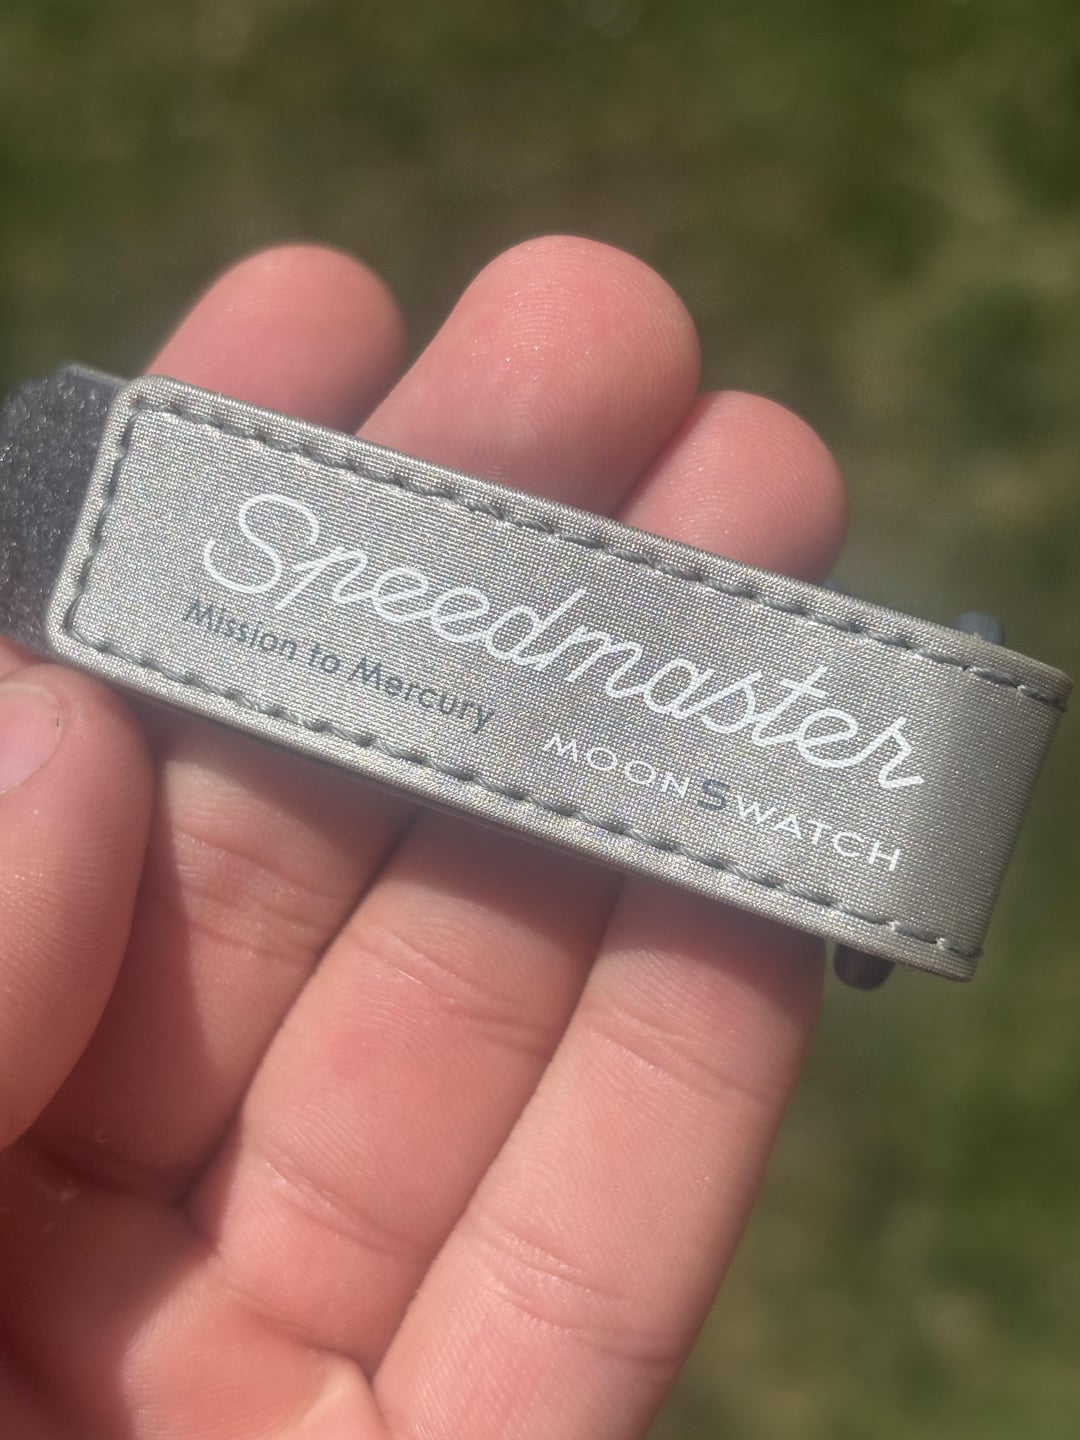 Speedmaster
Mission to Mercury
MOONSWATCH